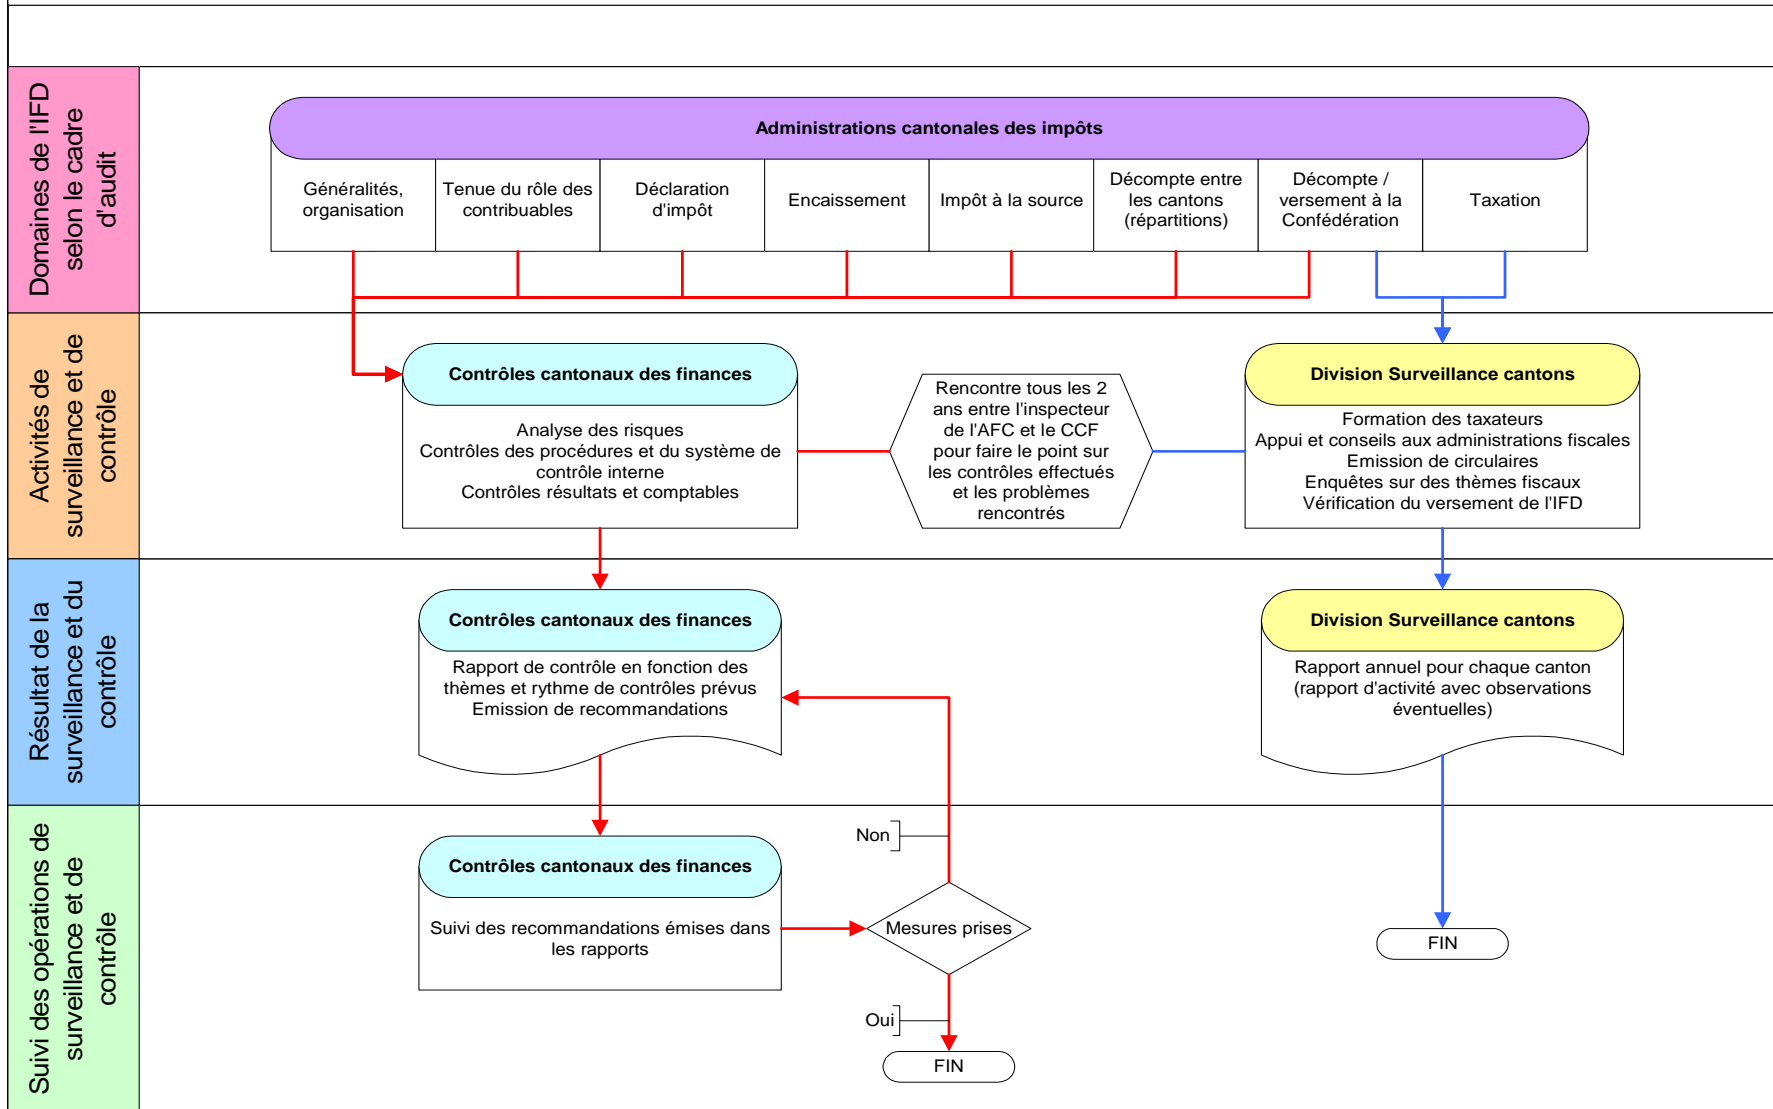 Domaines de l'IFD
selon le cadre
d'audit
Administrations cantonales des impôts
Généralités,
organisation
Tenue du rôle des
contribuables
Déclaration
d'impôt
Encaissement
Impôt à la source
Décompte entre
les cantons
(répartitions)
Décompte /
versement à la
Confédération
Taxation
Activités de
surveillance et de
contrôle
Contrôles cantonaux des finances
Analyse des risques
Contrôles des procédures et du système de
contrôle interne
Contrôles résultats et comptables
Rencontre tous les 2
ans entre l'inspecteur
de l'AFC et le CCF
pour faire le point sur
les contrôles effectués
et les problèmes
rencontrés
Division Surveillance cantons
Formation des taxateurs
Appui et conseils aux administrations fiscales
Emission de circulaires
Enquêtes sur des thèmes fiscaux
Vérification du versement de l'IFD
Résultat de la
surveillance et du
contrôle
Contrôles cantonaux des finances
Rapport de contrôle en fonction des
thèmes et rythme de contrôles prévus
Emission de recommandations
Division Surveillance cantons
Rapport annuel pour chaque canton
(rapport d'activité avec observations
éventuelles)
Suivi des opérations de
surveillance et de
contrôle
Contrôles cantonaux des finances
Suivi des recommandations émises dans
les rapports
Non
Mesures prises
Oui
FIN
FIN